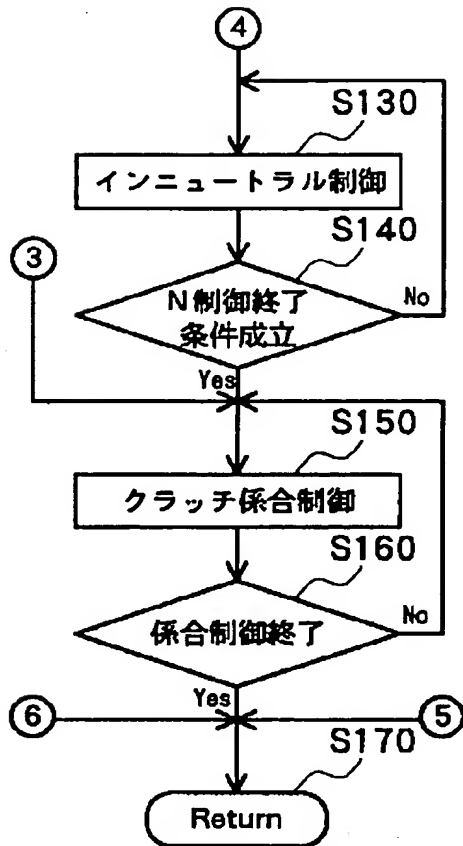 ④
S130
インニュートラル制御
S140
③
N制御終了
条件成立
No
Yes
S150
クラッチ係合制御
S160
係合制御終了
No
Yes
⑥
⑤
S170
Return